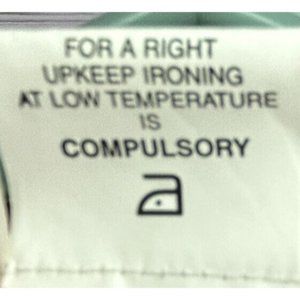 FOR A RIGHT
UPKEEP IRONING
AT LOW TEMPERATURE
IS
COMPULSORY